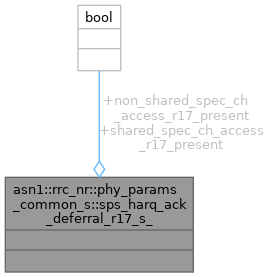 bool
+non_shared_spec_ch
_access_r17_present
+shared_spec_ch_access
_r17_present
asn1::rrc_nr::phy_params
_common_s::sps_harq_ack
_deferral_r17_s_